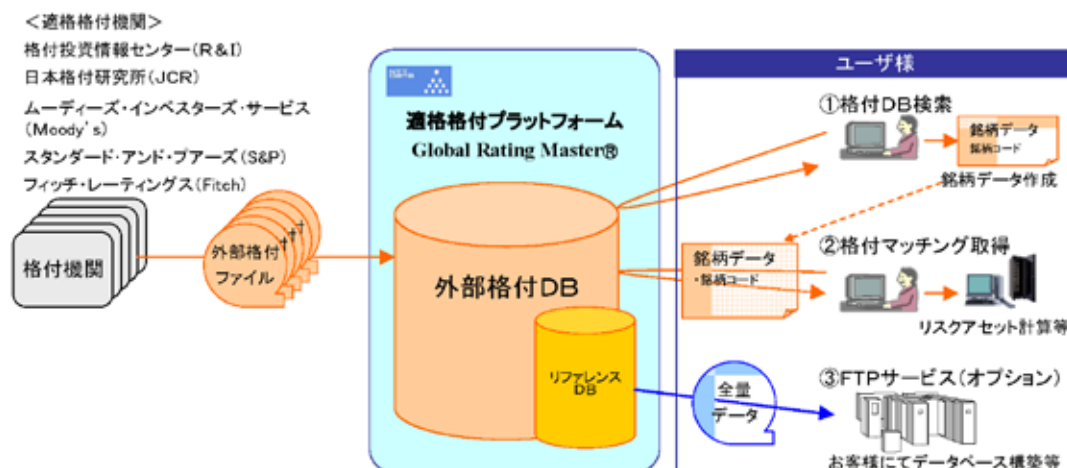 ＜適格格付機関＞
格付投資情報センター(R&I)
日本格付研究所(JCR)
ムーディーズ・インベスターズ・サービス
(Moody's)
スタンダード・アンド・プアーズ(S&P)
フィッチ・レーティングス(Fitch)
格付機関
外部格付
ファイル
適格格付プラットフォーム
Global Rating Master®
外部格付DB
リファレンス
DB
ユーザ様
①格付DB検索
銘柄データ
銘柄コード
銘柄データ作成
銘柄データ
・銘柄コード
②格付マッチング取得
リスクアセット計算等
全量
データ
③FTPサービス(オプション)
お客様にてデータベース構築等